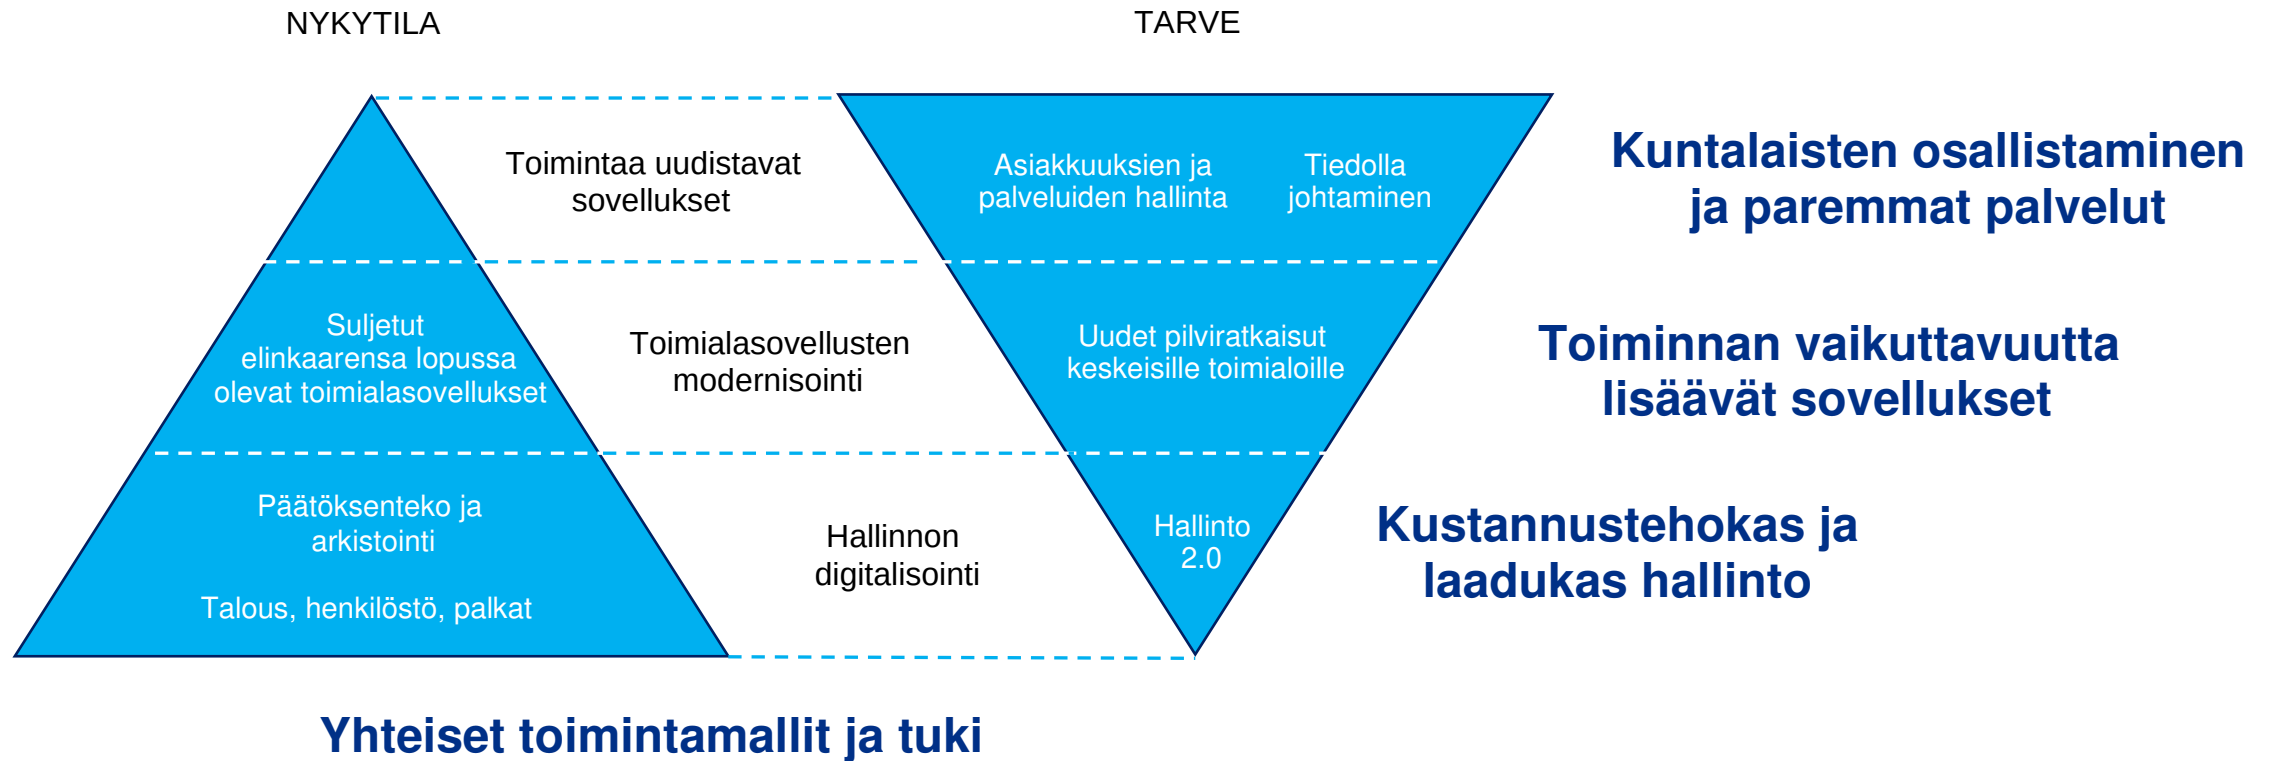 NYKYTILA
TARVE
Toimintaa uudistavat
sovellukset
Asiakkuuksien ja
palveluiden hallinta
Tiedolla
johtaminen
Kuntalaisten osallistaminen
ja paremmat palvelut
Suljetut
elinkaarensa lopussa
olevat toimialasovellukset
Toimialasovellusten
modernisointi
Uudet pilviratkaisut
keskeisille toimialoille
Toiminnan vaikuttavuutta
lisäävät sovellukset
Päätöksenteko ja
arkistointi
Talous, henkilöstö, palkat
Hallinnon
digitalisointi
Hallinto
2.0
Kustannustehokas ja
laadukas hallinto
Yhteiset toimintamallit ja tuki